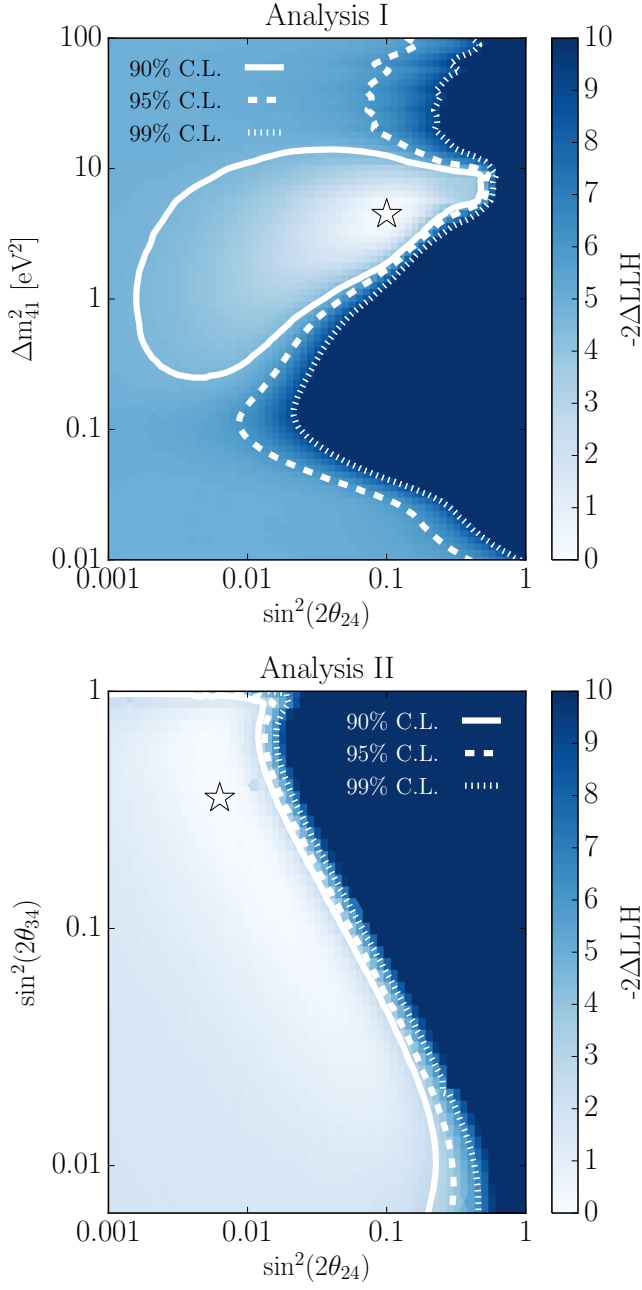 Analysis I
90% C.L.
95% C.L.
99% C.L.
100
10
1
0.1
0.01
Δm²₄₁ [eV²]
0.001
0.01
0.1
1
sin²(2θ₂₄)
10
9
8
7
6
5
4
3
2
1
0
-2ΔLLH
Analysis II
90% C.L.
95% C.L.
99% C.L.
1
0.1
0.01
sin²(2θ₃₄)
0.001
0.01
0.1
1
sin²(2θ₂₄)
10
9
8
7
6
5
4
3
2
1
0
-2ΔLLH